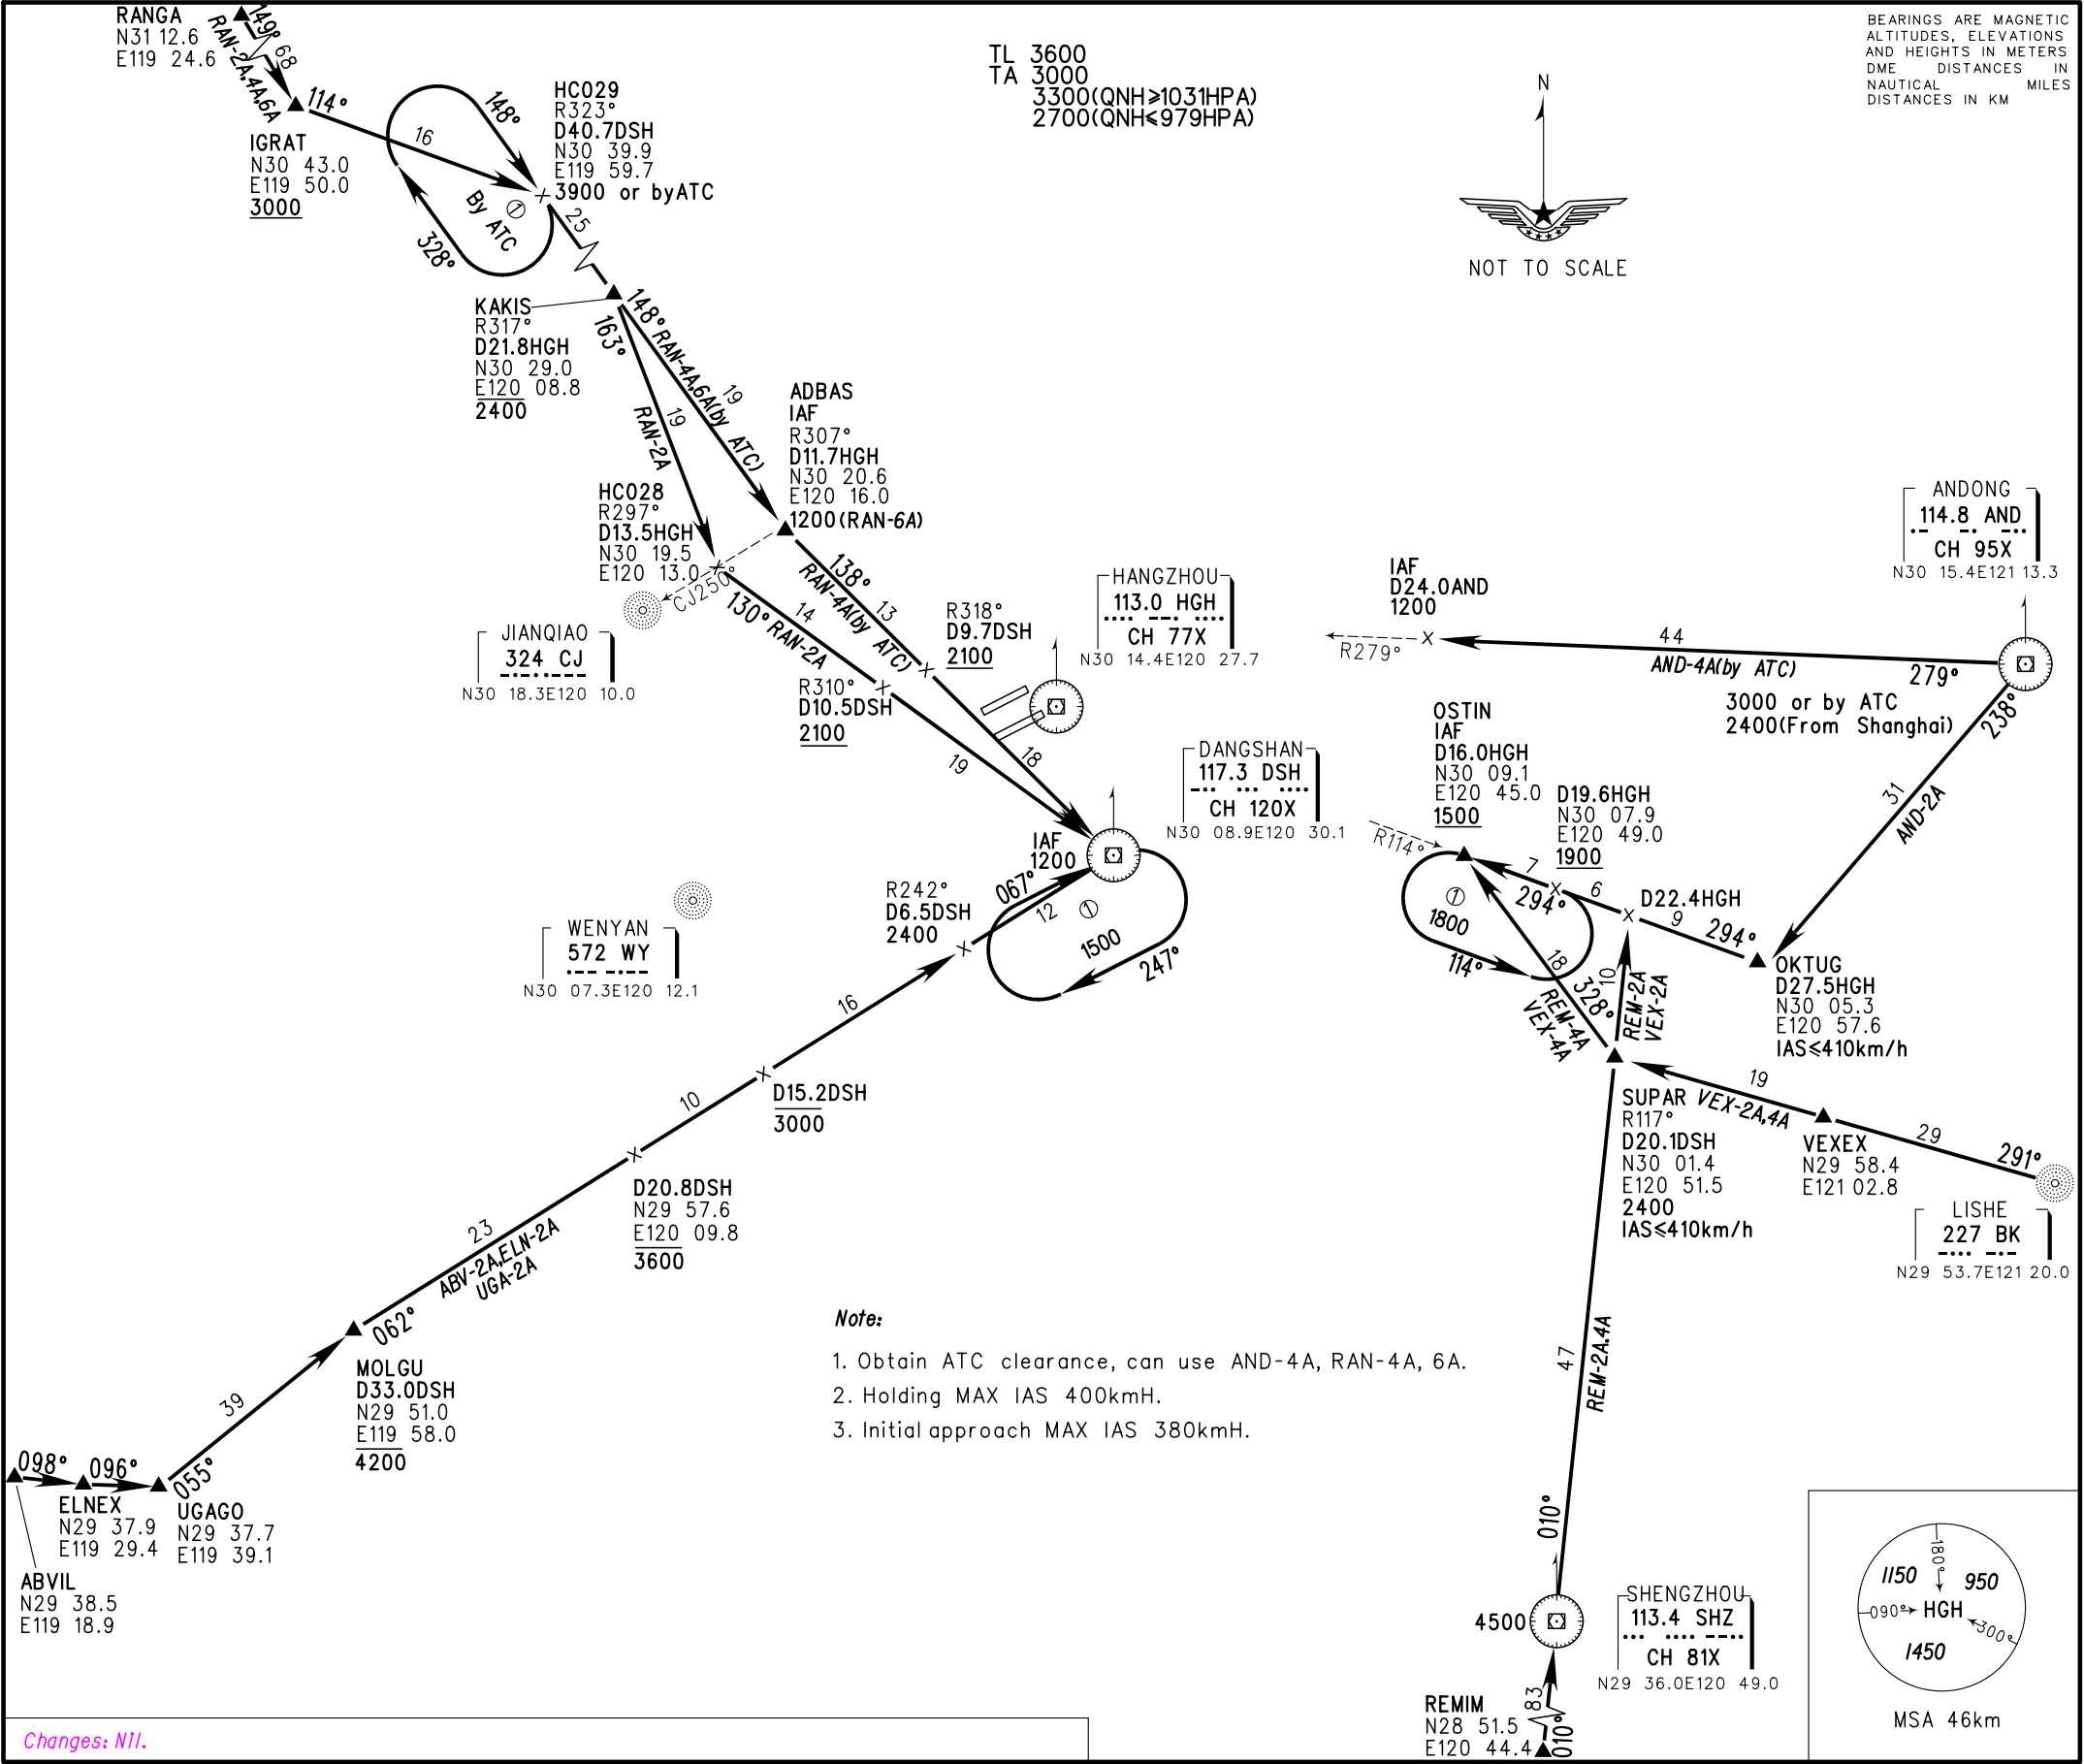 BEARINGS ARE MAGNETIC
ALTITUDES, ELEVATIONS
AND HEIGHTS IN METERS
DME DISTANCES IN
NAUTICAL MILES
DISTANCES IN KM
TL 3600
TA 3000
3300(QNH≥1031HPA)
2700(QNH≤979HPA)
N
NOT TO SCALE
RANGA
N31 12.6
E119 24.6
149°
68
RAN-2A,4A,6A
IGRAT
N30 43.0
E119 50.0
3000
114°
16
148°
328°
By ATC
①
HC029
R323°
D40.7DSH
N30 39.9
E119 59.7
3900 or byATC
25
KAKIS
R317°
D21.8HGH
N30 29.0
E120 08.8
2400
148° RAN-4A,6A(by ATC)
19
163°
19
RAN-2A
ADBAS
IAF
R307°
D11.7HGH
N30 20.6
E120 16.0
1200(RAN-6A)
HC028
R297°
D13.5HGH
N30 19.5
E120 13.0
CJ250°
JIANQIAO
324 CJ
N30 18.3E120 10.0
138°
13
RAN-4A(by ATC)
130° RAN-2A
14
R318°
D9.7DSH
2100
R310°
D10.5DSH
2100
18
19
HANGZHOU
113.0 HGH
CH 77X
N30 14.4E120 27.7
DANGSHAN
117.3 DSH
CH 120X
N30 08.9E120 30.1
IAF
1200
067°
12
①
1500
247°
R242°
D6.5DSH
2400
WENYAN
572 WY
N30 07.3E120 12.1
16
D15.2DSH
3000
10
D20.8DSH
N29 57.6
E120 09.8
3600
23
ABV-2A,ELN-2A
UGA-2A
062°
MOLGU
D33.0DSH
N29 51.0
E119 58.0
4200
39
055°
098°
096°
ELNEX
N29 37.9
E119 29.4
UGAGO
N29 37.7
E119 39.1
ABVIL
N29 38.5
E119 18.9
ANDONG
114.8 AND
CH 95X
N30 15.4E121 13.3
IAF
D24.0AND
1200
R279°
44
AND-4A(by ATC)
279°
3000 or by ATC
2400(From Shanghai)
238°
31
AND-2A
OSTIN
IAF
D16.0HGH
N30 09.1
E120 45.0
1500
R114°
D19.6HGH
N30 07.9
E120 49.0
1900
7
6
D22.4HGH
9
294°
294°
①
1800
114°
OKTUG
D27.5HGH
N30 05.3
E120 57.6
IAS≤410km/h
18
328°
REM-4A
VEX-4A
10
REM-2A
VEX-2A
SUPAR
R117°
D20.1DSH
N30 01.4
E120 51.5
2400
IAS≤410km/h
19
VEX-2A,4A
VEXEX
N29 58.4
E121 02.8
29
291°
LISHE
227 BK
N29 53.7E121 20.0
47
REM-2A,4A
010°
4500
SHENGZHOU
113.4 SHZ
CH 81X
N29 36.0E120 49.0
83
010°
REMIM
N28 51.5
E120 44.4
Note:
1. Obtain ATC clearance, can use AND-4A, RAN-4A, 6A.
2. Holding MAX IAS 400kmH.
3. Initial approach MAX IAS 380kmH.
180°
1150
950
090°
HGH
300°
1450
MSA 46km
Changes: Nil.